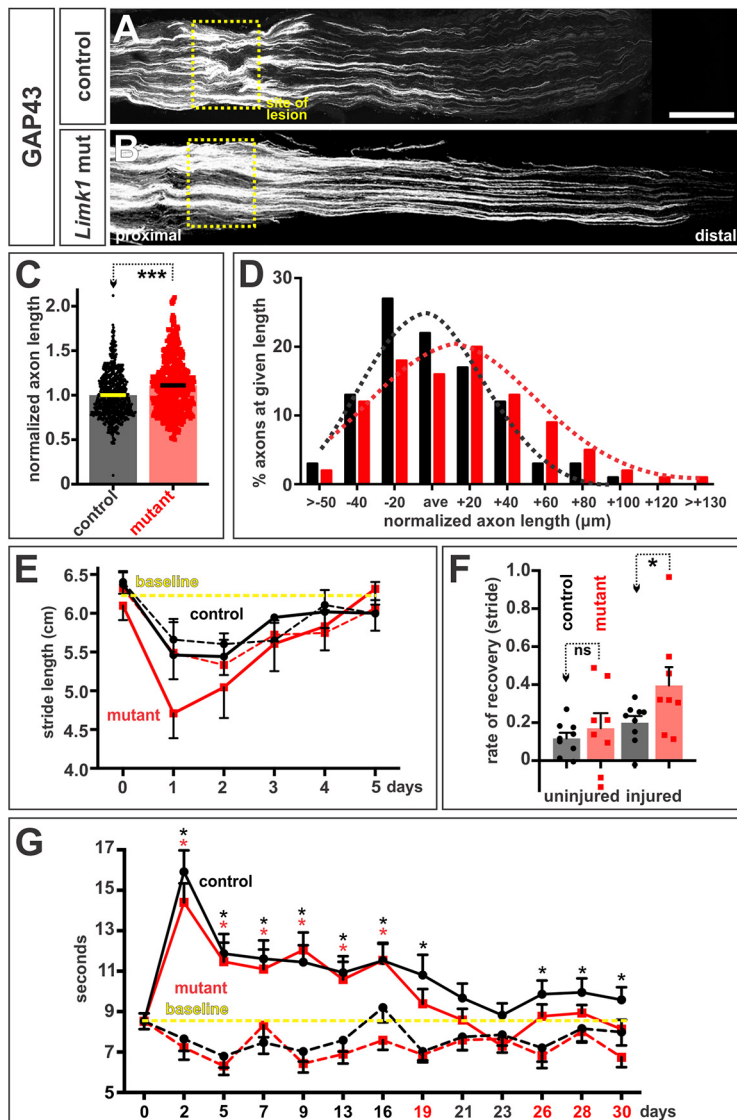 GAP43
control
Limk1 mut
A
site of
lesion
B
proximal
distal
C
***
normalized axon length
2.0
1.5
1.0
0.5
0
control
mutant
D
% axons at given length
30
20
10
0
>-50 -40 -20 ave +20 +40 +60 +80 +100 +120 >+130
normalized axon length (µm)
E
stride length (cm)
6.5
6.0
5.5
5.0
4.5
4.0
baseline
control
mutant
0 1 2 3 4 5 days
F
rate of recovery (stride)
1.0
0.8
0.6
0.4
0.2
0
control
mutant
ns
*
uninjured injured
G
seconds
17
15
13
11
9
7
5
* * * * * * * * * *
* * * * * *
control
mutant
baseline
0 2 5 7 9 13 16 19 21 23 26 28 30 days